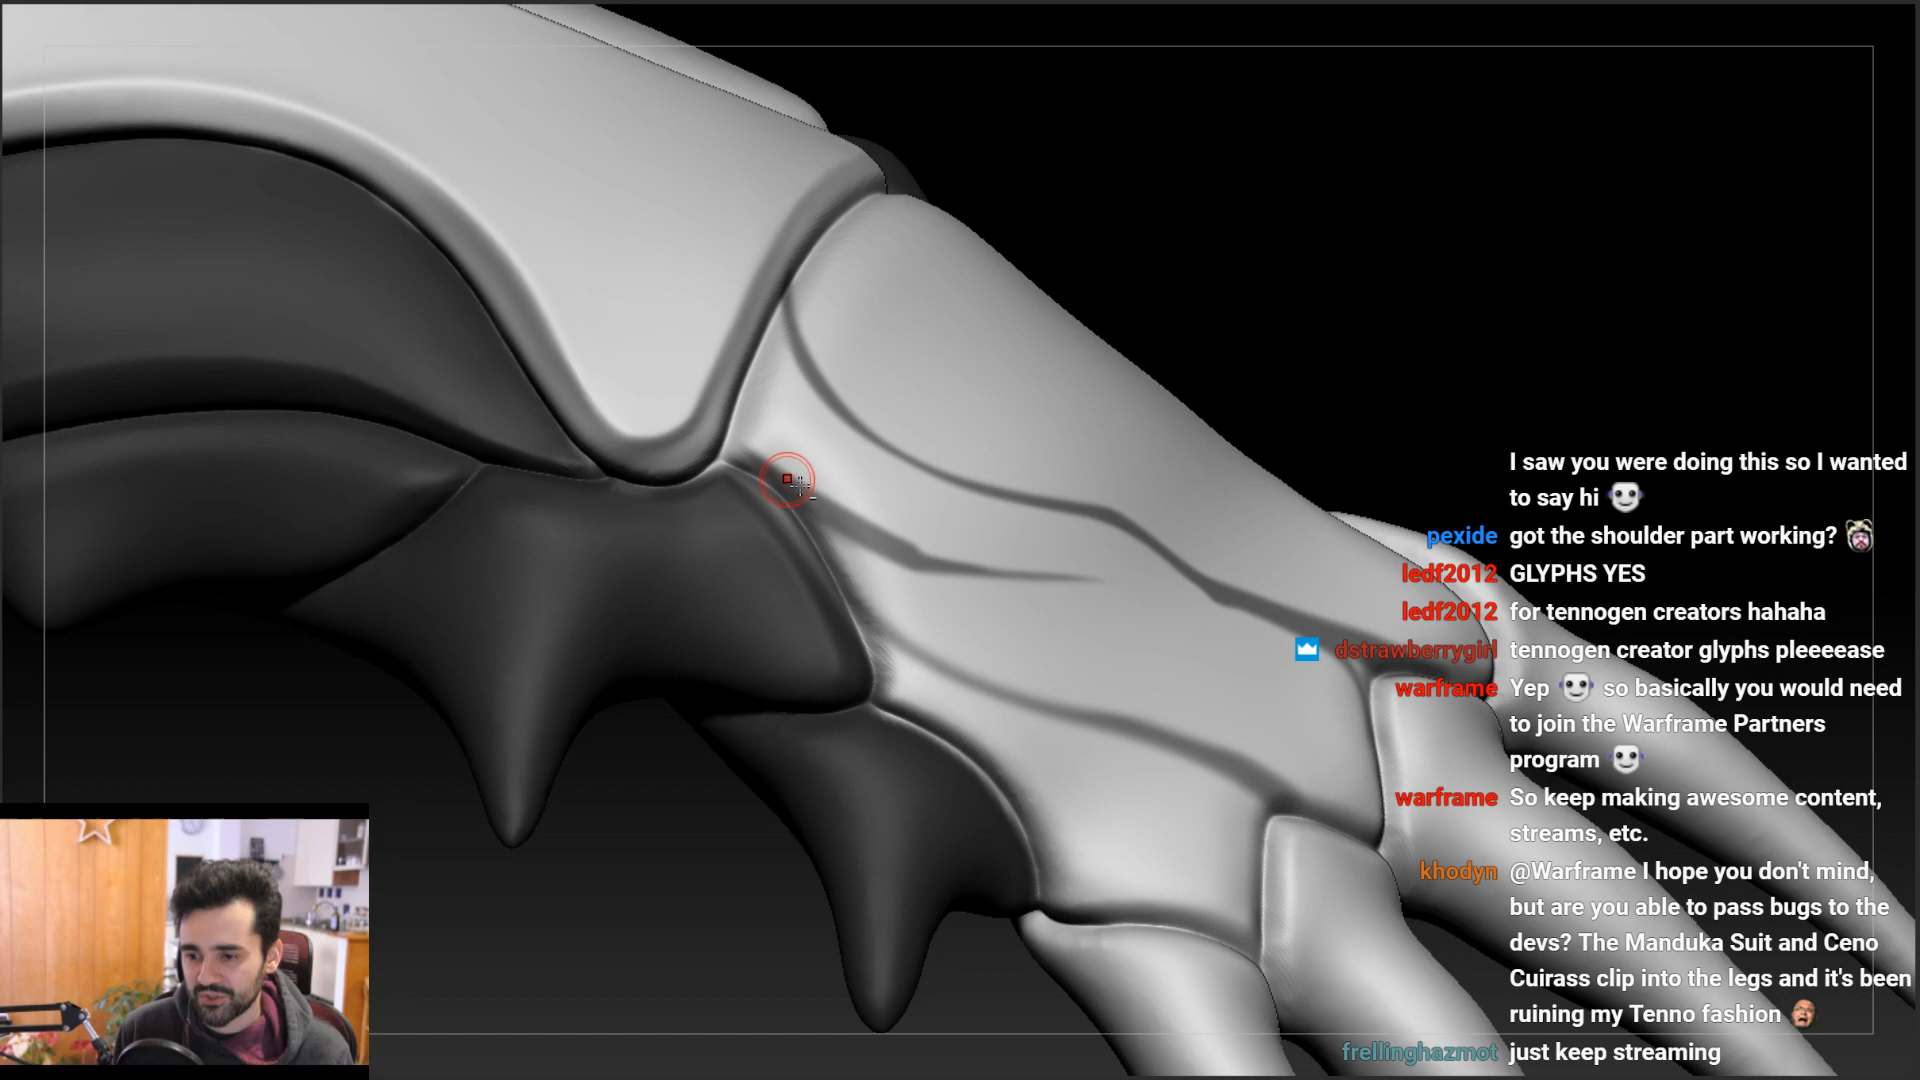 I saw you were doing this so I wanted
to say hi
pexide got the shoulder part working?
ledf2012 GLYPHS YES
ledf2012 for tennogen creators hahaha
dstrawberrygirl tennogen creator glyphs pleeeease
warframe Yep so basically you would need
to join the Warframe Partners
program
warframe So keep making awesome content,
streams, etc.
khodyn @Warframe I hope you don't mind,
but are you able to pass bugs to the
devs? The Manduka Suit and Ceno
Cuirass clip into the legs and it's been
ruining my Tenno fashion
frellinghazmot just keep streaming